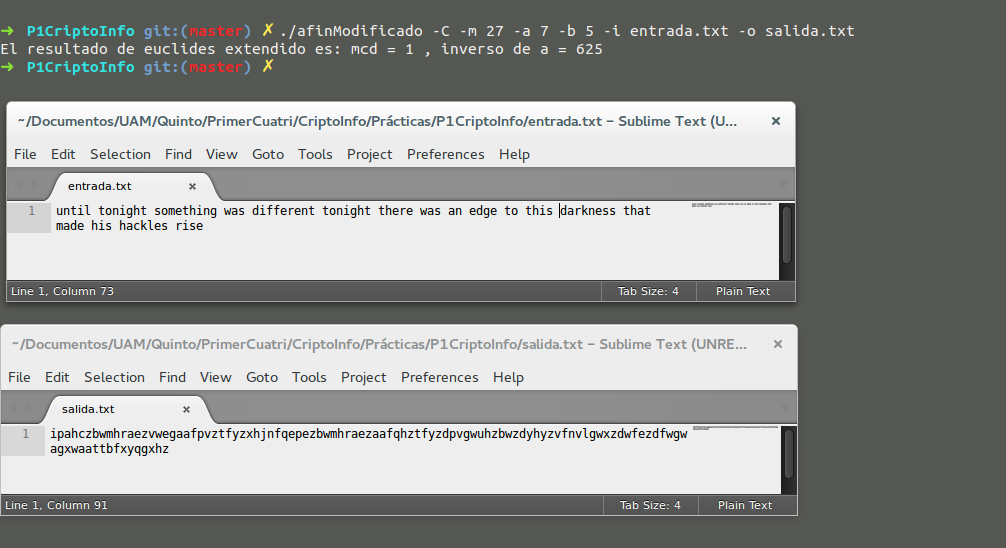 ➜ P1CriptoInfo git:(master) ✗ ./afinModificado -C -m 27 -a 7 -b 5 -i entrada.txt -o salida.txt
El resultado de euclides extendido es: mcd = 1 , inverso de a = 625
➜ P1CriptoInfo git:(master) ✗
~/Documentos/UAM/Quinto/PrimerCuatri/CriptoInfo/Prácticas/P1CriptoInfo/entrada.txt – Sublime Text (U...
File Edit Selection Find View Goto Tools Project Preferences Help
entrada.txt
1 until tonight something was different tonight there was an edge to this darkness that
made his hackles rise
Line 1, Column 73 Tab Size: 4 Plain Text
~/Documentos/UAM/Quinto/PrimerCuatri/CriptoInfo/Prácticas/P1CriptoInfo/salida.txt – Sublime Text (UNRE...
File Edit Selection Find View Goto Tools Project Preferences Help
salida.txt
1 ipahczbwmhraezvwegaafpvztfyzxhjnfqepezbwmhraezaafqhztfyzdpvgwuhzbwzdyhyzvfnvlgwxzdwfezdfwgw
agxwaattbfxyqgxhz
Line 1, Column 91 Tab Size: 4 Plain Text